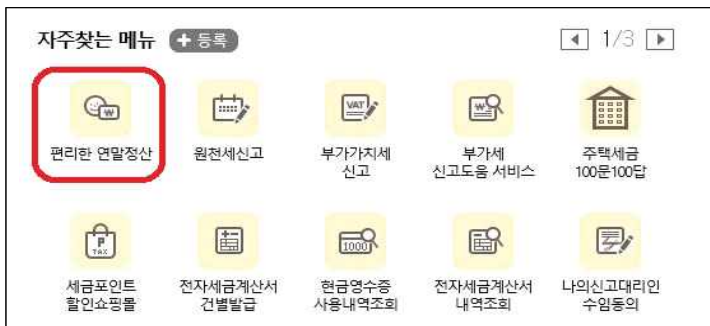 자주찾는 메뉴 + 등록 1/3
편리한 연말정산 원천세신고 부가가치세 신고 부가세 신고도움 서비스 주택세금 100문100답
VAT
1000
P
TAX
세금포인트 할인쇼핑몰 전자세금계산서 건별발급 현금영수증 사용내역조회 전자세금계산서 내역조회 나의신고대리인 수임동의